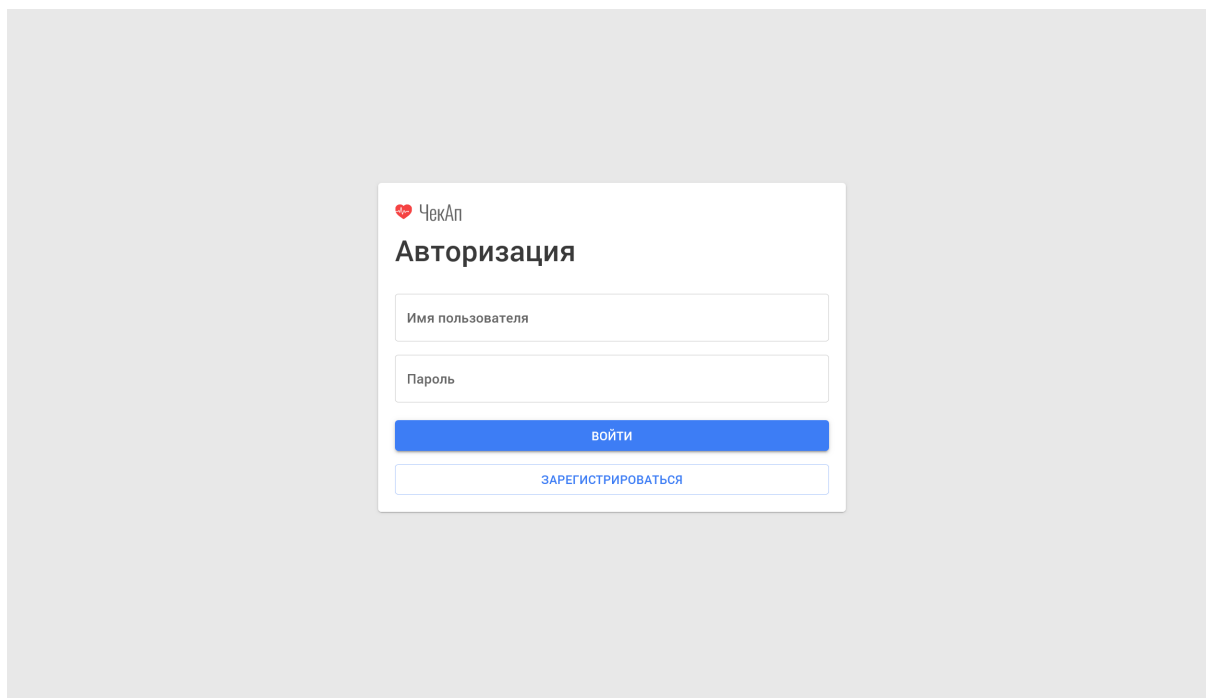 ЧекАп
Авторизация
Имя пользователя
Пароль
ВОЙТИ
ЗАРЕГИСТРИРОВАТЬСЯ